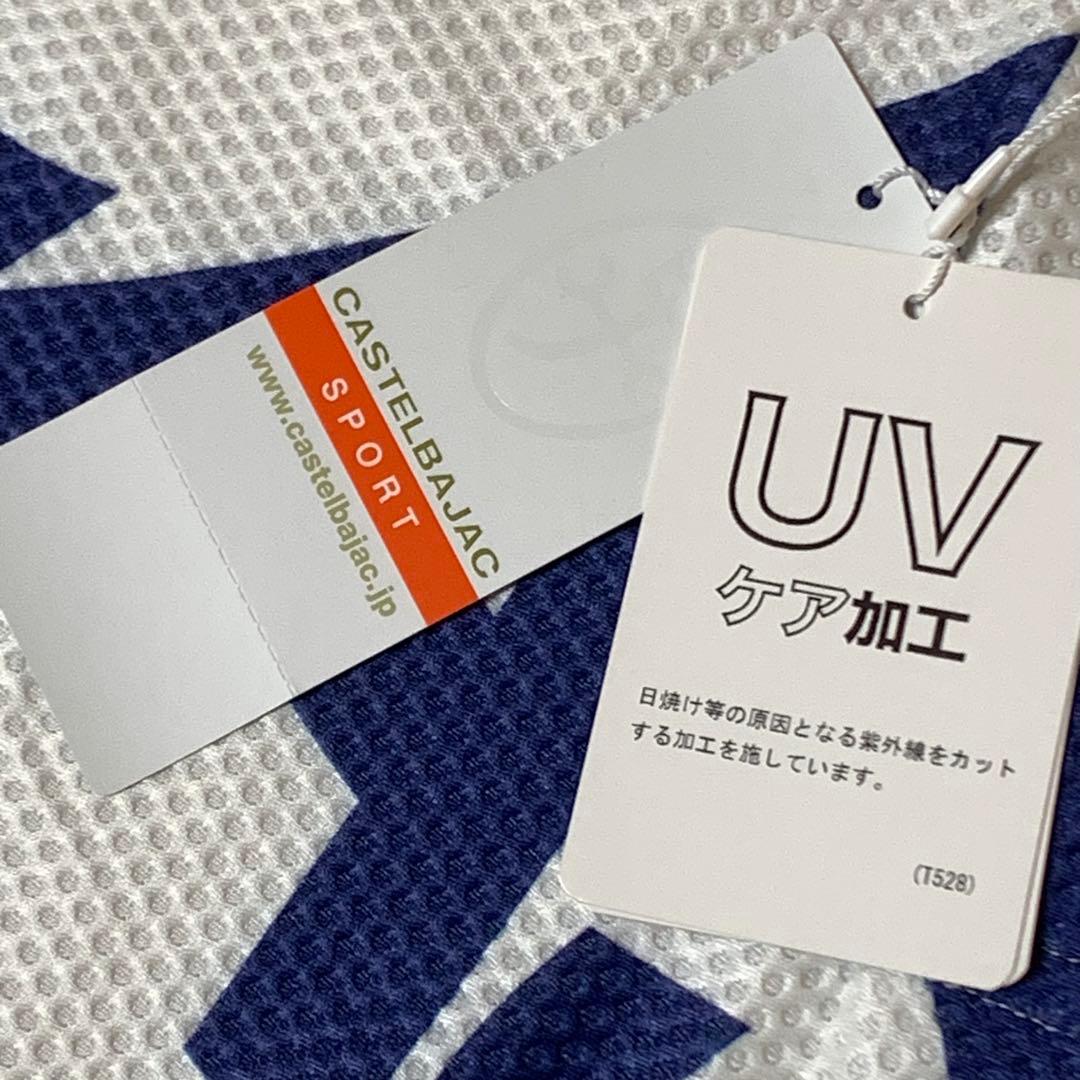 CASTELBAJAC
SPORT
www.castelbajac.jp
UV
ケア加工
日焼け等の原因となる紫外線をカット
する加工を施しています。
(T528)